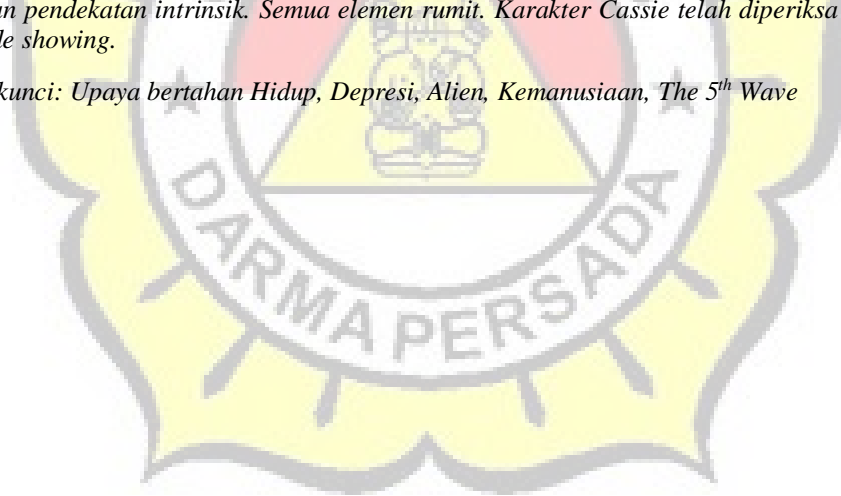 n pendekatan intrinsik. Semua elemen rumit. Karakter Cassie telah diperiksa
de showing.
kunci: Upaya bertahan Hidup, Depresi, Alien, Kemanusiaan, The 5th Wave
DARMA PERSADA